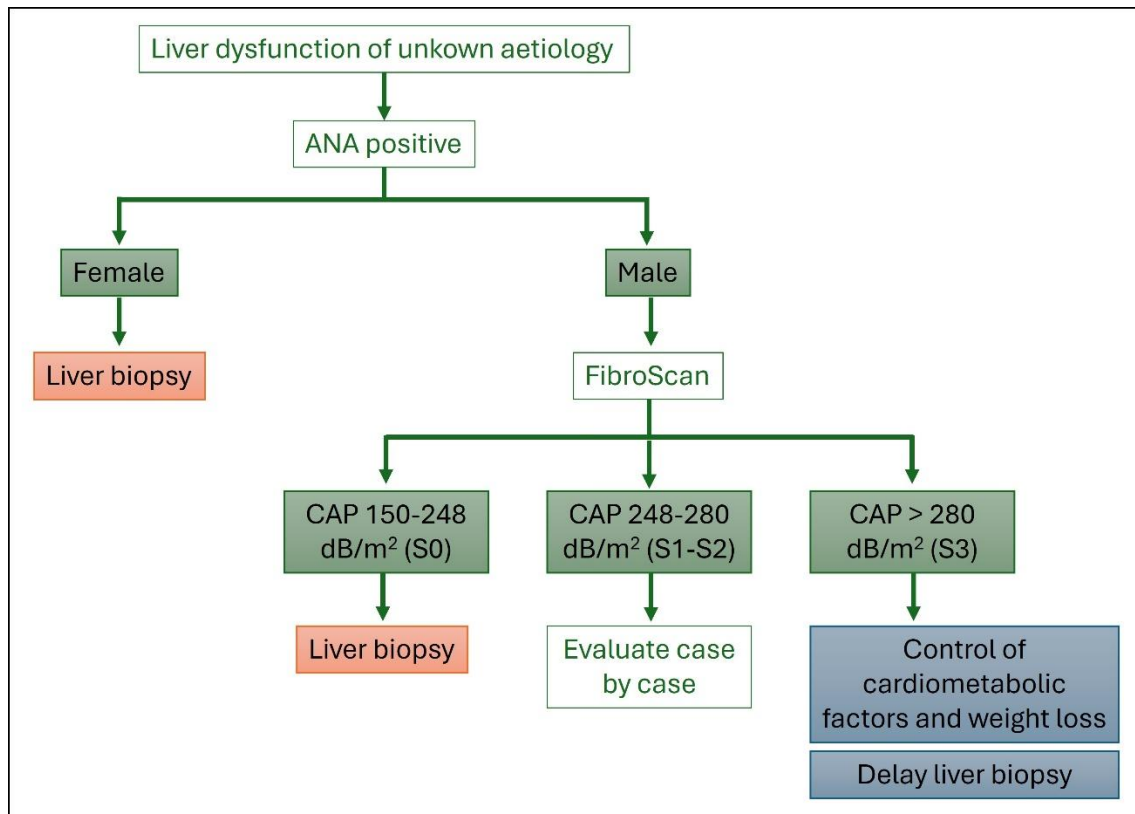 Liver dysfunction of unkown aetiology
ANA positive
Female
Male
Liver biopsy
FibroScan
CAP 150-248
dB/m² (S0)
CAP 248-280
dB/m² (S1-S2)
CAP > 280
dB/m² (S3)
Liver biopsy
Evaluate case
by case
Control of
cardiometabolic
factors and weight loss
Delay liver biopsy